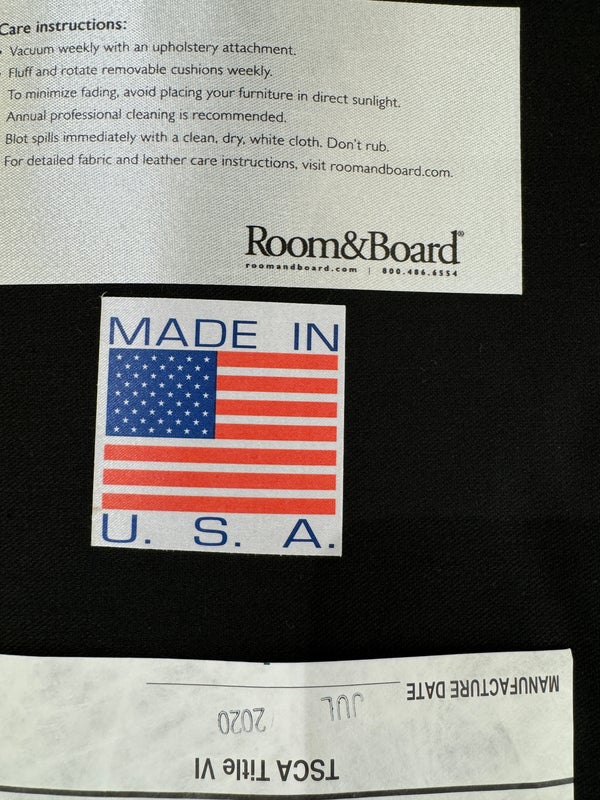 Care instructions:
• Vacuum weekly with an upholstery attachment.
• Fluff and rotate removable cushions weekly.
To minimize fading, avoid placing your furniture in direct sunlight.
Annual professional cleaning is recommended.
Blot spills immediately with a clean, dry, white cloth. Don't rub.
For detailed fabric and leather care instructions, visit roomandboard.com.
Room&Board®
roomandboard.com | 800.486.6554
MADE IN
U. S. A.
TSCA Title VI
MANUFACTURE DATE JUL 2020